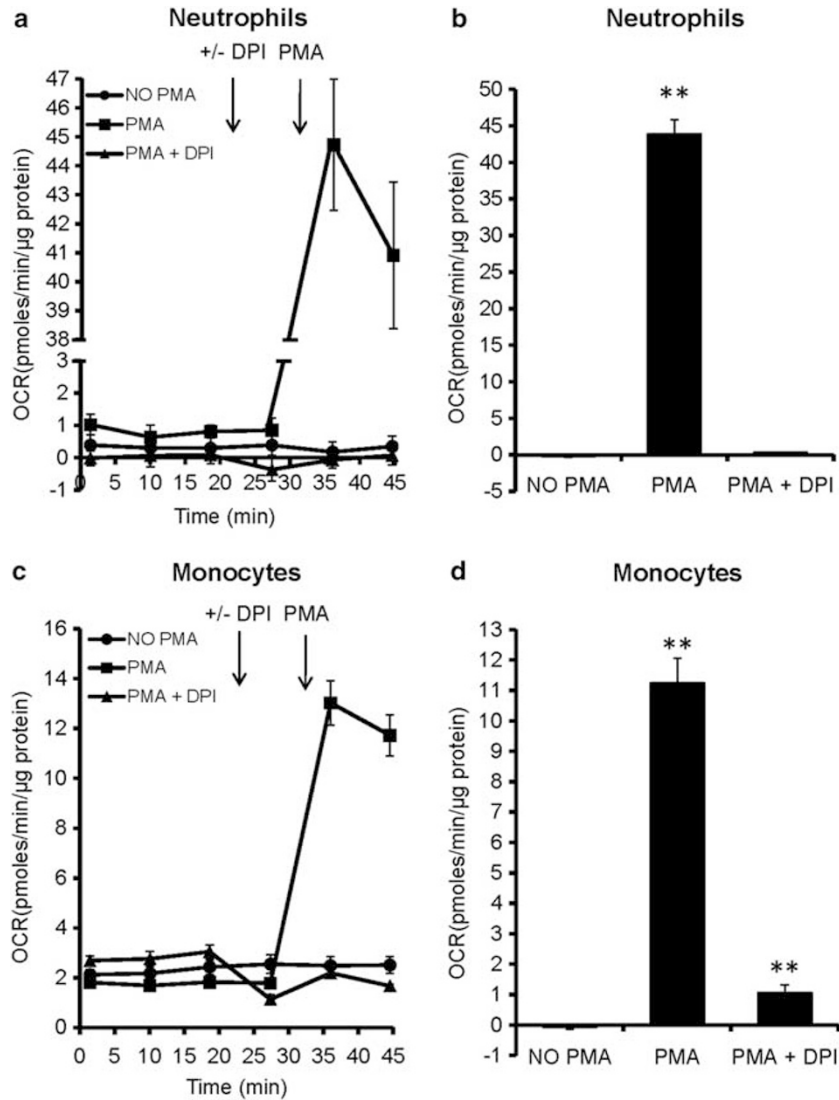 a
Neutrophils
+/- DPI PMA
NO PMA
PMA
PMA + DPI
OCR(pmoles/min/µg protein)
47
46
45
44
43
42
41
40
39
38
3
2
1
0
-1
0 5 10 15 20 25 30 35 40 45
Time (min)
b
Neutrophils
OCR(pmoles/min/µg protein)
50
45
40
35
30
25
20
15
10
5
0
-5
**
NO PMA PMA PMA + DPI
c
Monocytes
+/- DPI PMA
NO PMA
PMA
PMA + DPI
OCR(pmoles/min/µg protein)
16
14
12
10
8
6
4
2
0
0 5 10 15 20 25 30 35 40 45
Time (min)
d
Monocytes
OCR(pmoles/min/µg protein)
13
12
11
10
9
8
7
6
5
4
3
2
1
0
-1
**
**
NO PMA PMA PMA + DPI